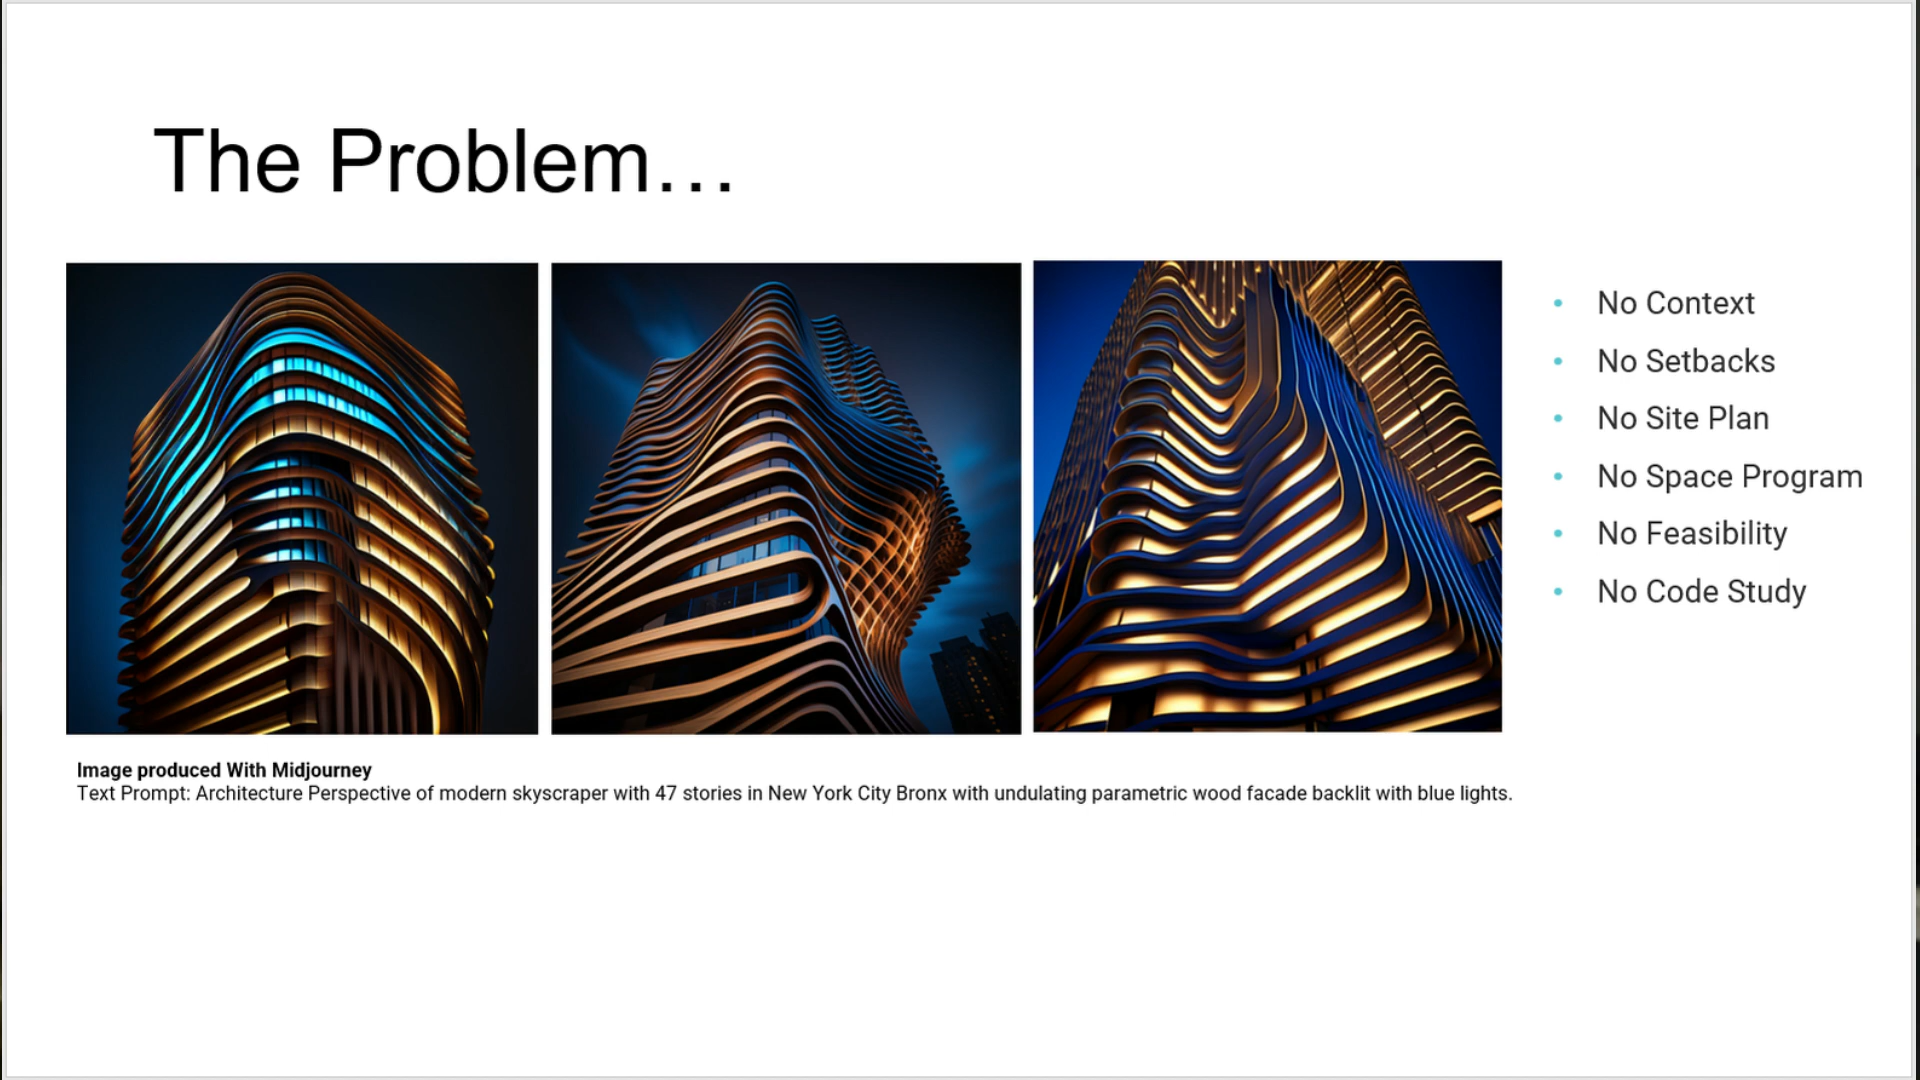 The Problem…
No Context
No Setbacks
No Site Plan
No Space Program
No Feasibility
No Code Study
Image produced With Midjourney
Text Prompt: Architecture Perspective of modern skyscraper with 47 stories in New York City Bronx with undulating parametric wood facade backlit with blue lights.